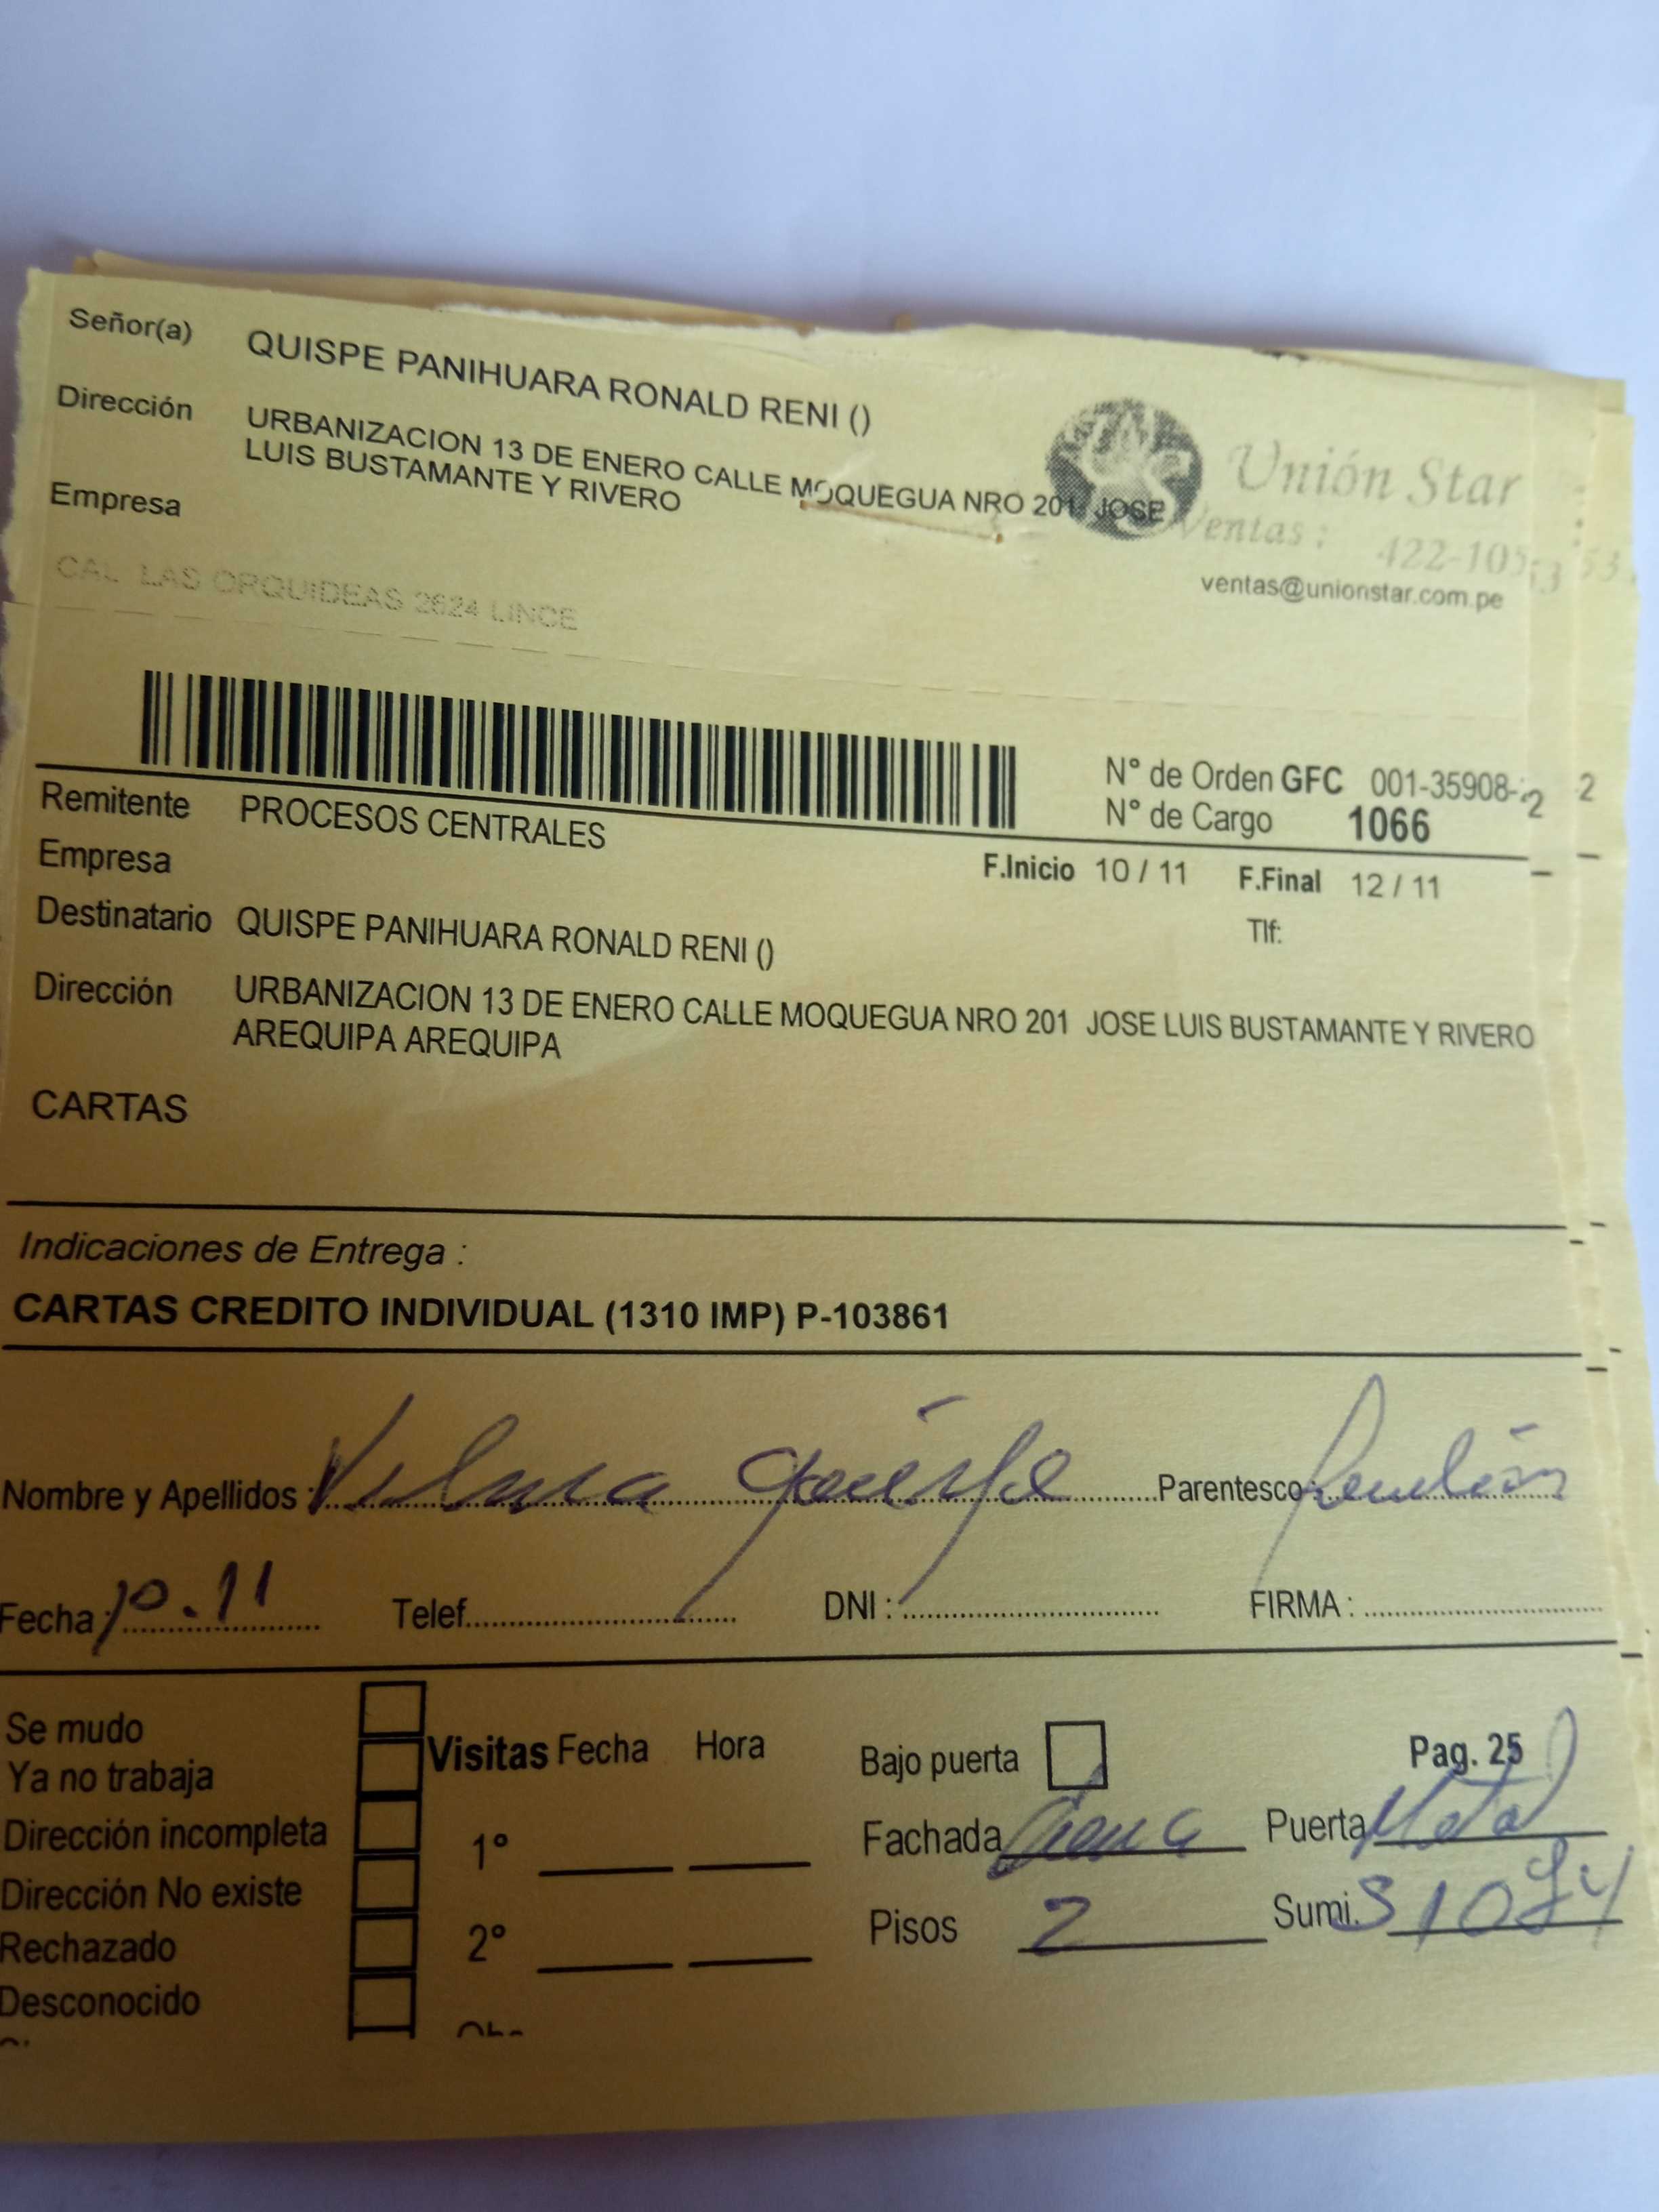 Señor(a) QUISPE PANIHUARA RONALD RENI ()
Dirección URBANIZACION 13 DE ENERO CALLE MOQUEGUA NRO 201 JOSE
LUIS BUSTAMANTE Y RIVERO
Empresa
Unión Star
Ventas : 422-105
ventas@unionstar.com.pe
CAL LAS ORQUIDEAS 2624 LINCE
N° de Orden GFC 001-35908-2 2
N° de Cargo 1066
Remitente PROCESOS CENTRALES
Empresa F.Inicio 10 / 11 F.Final 12 / 11
Destinatario QUISPE PANIHUARA RONALD RENI () Tlf:
Dirección URBANIZACION 13 DE ENERO CALLE MOQUEGUA NRO 201 JOSE LUIS BUSTAMANTE Y RIVERO
AREQUIPA AREQUIPA
CARTAS
Indicaciones de Entrega :
CARTAS CREDITO INDIVIDUAL (1310 IMP) P-103861
Nombre y Apellidos : Vilma quispe Parentesco:
Fecha : 10.11 Telef. DNI : FIRMA :
Se mudo
Ya no trabaja
Dirección incompleta
Dirección No existe
Rechazado
Desconocido
Visitas Fecha Hora
1°
2°
Bajo puerta Pag. 25
Fachada Puerta Metal
Pisos 2 Sumi.